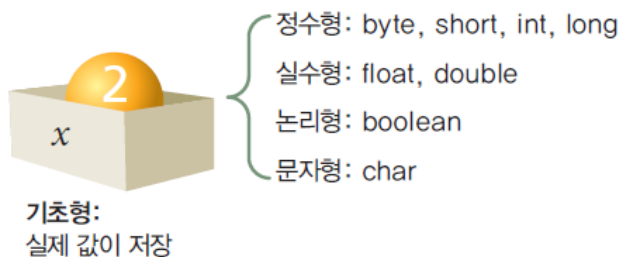 정수형: byte, short, int, long
실수형: float, double
논리형: boolean
문자형: char
2
x
기초형:
실제 값이 저장